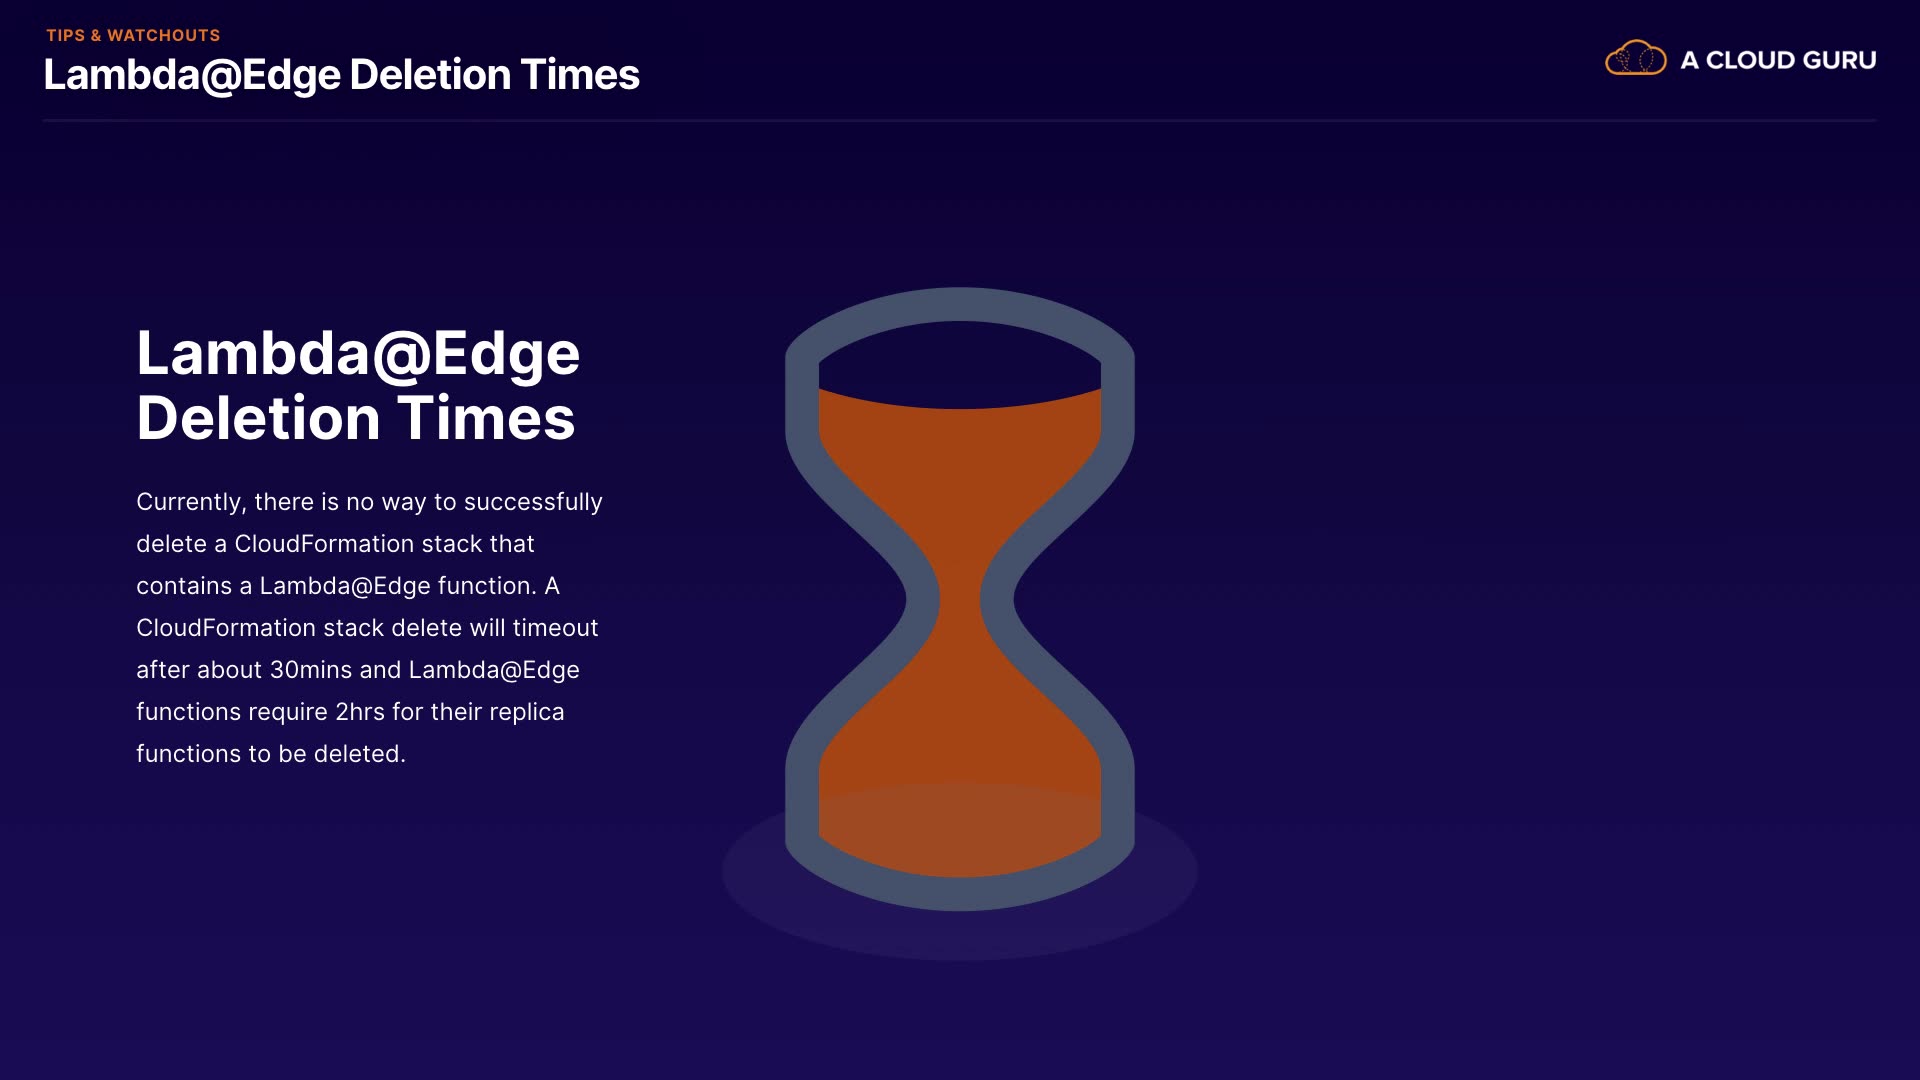 TIPS & WATCHOUTS
Lambda@Edge Deletion Times
A CLOUD GURU
Lambda@Edge
Deletion Times
Currently, there is no way to successfully
delete a CloudFormation stack that
contains a Lambda@Edge function. A
CloudFormation stack delete will timeout
after about 30mins and Lambda@Edge
functions require 2hrs for their replica
functions to be deleted.